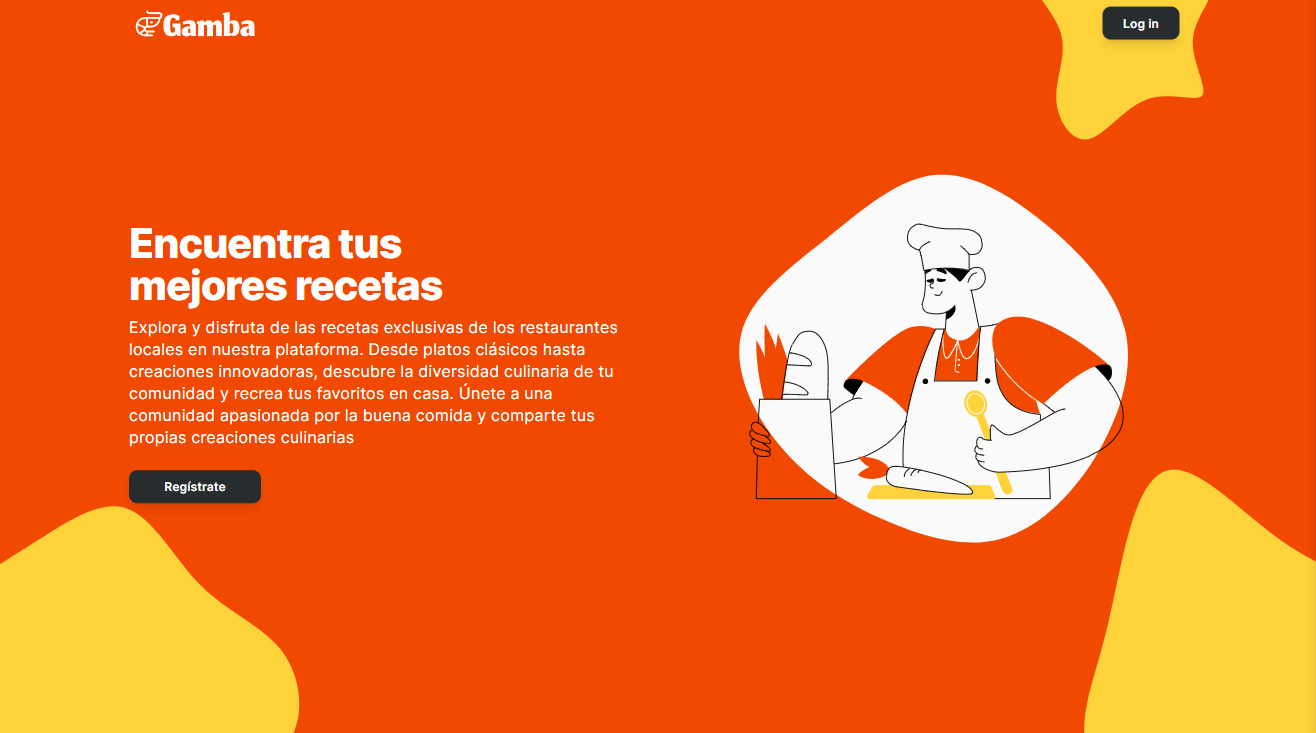 Gamba
Log in
Encuentra tus
mejores recetas
Explora y disfruta de las recetas exclusivas de los restaurantes
locales en nuestra plataforma. Desde platos clásicos hasta
creaciones innovadoras, descubre la diversidad culinaria de tu
comunidad y recrea tus favoritos en casa. Únete a una
comunidad apasionada por la buena comida y comparte tus
propias creaciones culinarias
Regístrate